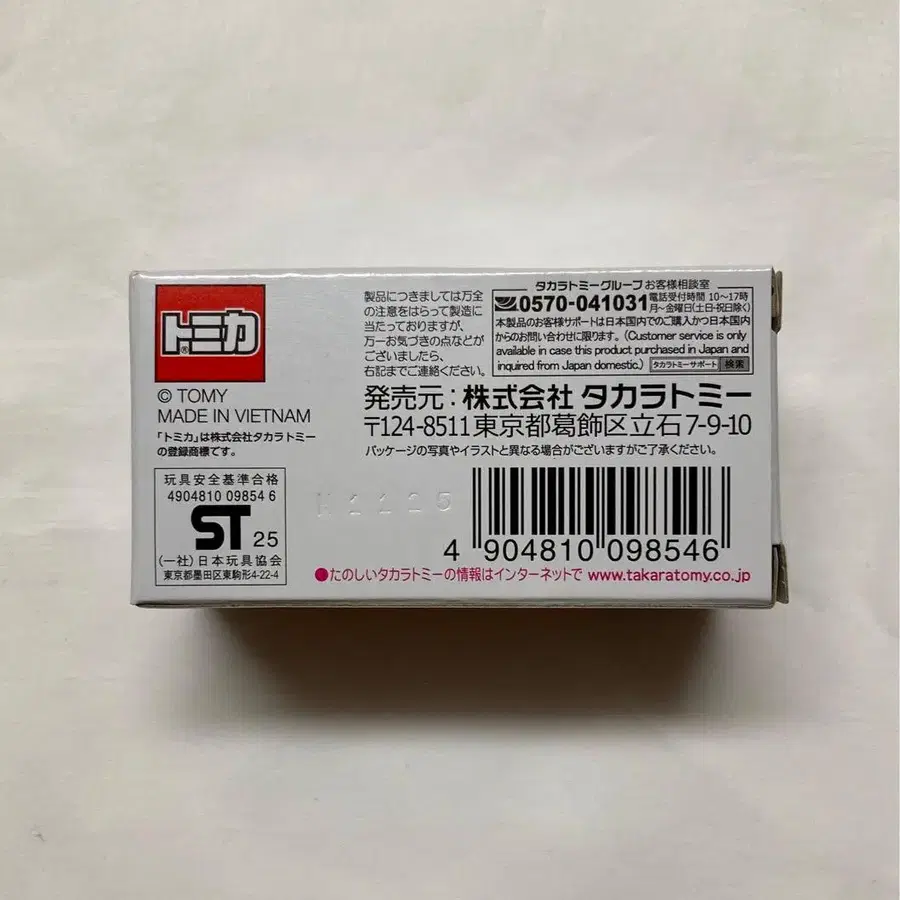 トミカ®
© TOMY
MADE IN VIETNAM
「トミカ」は株式会社タカラトミー
の登録商標です。
玩具安全基準合格
4904810 09854 6
ST 25
(一社)日本玩具協会
東京都墨田区東駒形4-22-4
製品につきましては万全
の注意をはらって製造に
当たっておりますが、
万一お気づきの点などが
ございましたら、
右記までご連絡ください。
タカラトミーグループ お客様相談室
0570-041031 電話受付時間 10〜17時
月〜金曜日(土日・祝日除く)
本製品のお客様サポートは日本国内でのご購入かつ日本国内
からのお問い合わせに限ります。(Customer service is only
available in case this product purchased in Japan and
inquired from Japan domestic.) タカラトミーサポート 検索
発売元:株式会社 タカラトミー
〒124-8511東京都葛飾区立石7-9-10
パッケージの写真やイラストと異なる場合がございますがご了承ください。
4 904810 098546
●たのしいタカラトミーの情報はインターネットで www.takaratomy.co.jp